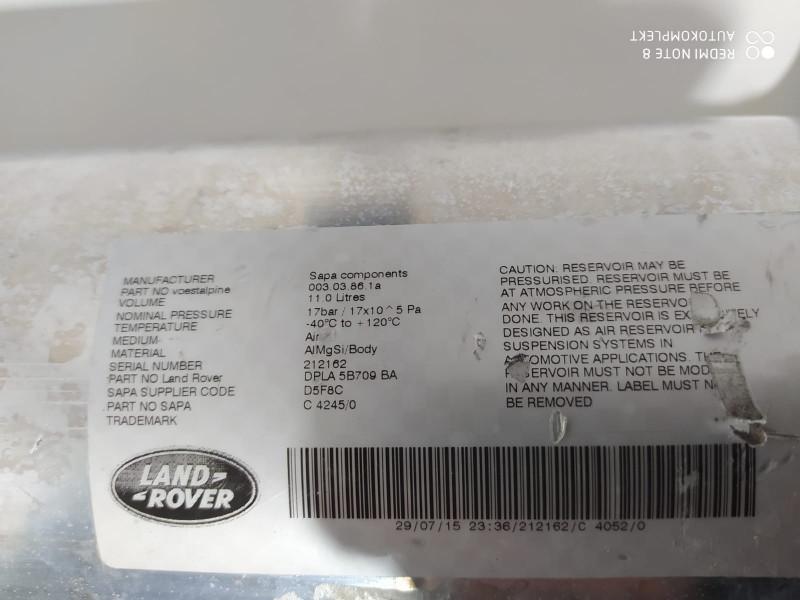 REDMI NOTE 8
AUTOKOMPLEKT
MANUFACTURER Sapa components
PART NO voestalpine 003.03.86.1a
VOLUME 11.0 Litres
NOMINAL PRESSURE 17bar / 17x10^5 Pa
TEMPERATURE -40°C to +120°C
MEDIUM Air
MATERIAL AlMgSi/Body
SERIAL NUMBER 212162
PART NO Land Rover DPLA 5B709 BA
SAPA SUPPLIER CODE D5F8C
PART NO SAPA C 4245/0
TRADEMARK
CAUTION: RESERVOIR MAY BE
PRESSURISED. RESERVOIR MUST BE
AT ATMOSPHERIC PRESSURE BEFORE
ANY WORK ON THE RESERVOIR
DONE. THIS RESERVOIR IS
DESIGNED AS AIR RESERVOIR
SUSPENSION SYSTEMS IN
AUTOMOTIVE APPLICATIONS.
RESERVOIR MUST NOT BE
IN ANY MANNER. LABEL MUST
BE REMOVED
LAND
ROVER
29/07/15 23:36/212162/C 4052/0